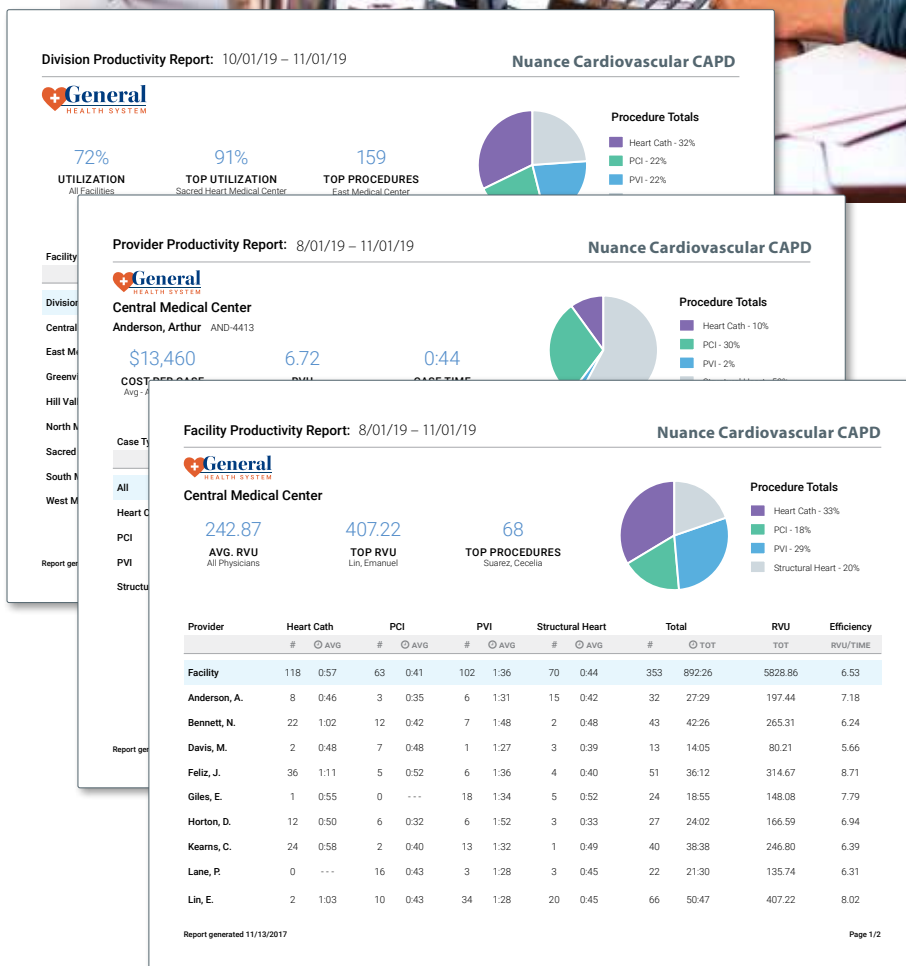 Division Productivity Report: 10/01/19 – 11/01/19
Nuance Cardiovascular CAPD
General
HEALTH SYSTEM
72%
UTILIZATION
All Facilities
91%
TOP UTILIZATION
Sacred Heart Medical Center
159
TOP PROCEDURES
East Medical Center
Procedure Totals
Heart Cath - 32%
PCI - 22%
PVI - 22%
Facility
Division
Central
East Me
Greenvi
Hill Val
North M
Sacred
South M
West M
Report gen
Provider Productivity Report: 8/01/19 – 11/01/19
Nuance Cardiovascular CAPD
General
HEALTH SYSTEM
Central Medical Center
Anderson, Arthur AND-4413
$13,460
COST PER CASE
Avg - A
6.72
RVU
0:44
CASE TIME
Procedure Totals
Heart Cath - 10%
PCI - 30%
PVI - 2%
Case Ty
All
Heart C
PCI
PVI
Structu
Report gen
Facility Productivity Report: 8/01/19 – 11/01/19
Nuance Cardiovascular CAPD
General
HEALTH SYSTEM
Central Medical Center
242.87
AVG. RVU
All Physicians
407.22
TOP RVU
Lin, Emanuel
68
TOP PROCEDURES
Suarez, Cecelia
Procedure Totals
Heart Cath - 33%
PCI - 18%
PVI - 29%
Structural Heart - 20%
Provider Heart Cath PCI PVI Structural Heart Total RVU Efficiency
# AVG # AVG # AVG # AVG # TOT TOT RVU/TIME
Facility 118 0:57 63 0:41 102 1:36 70 0:44 353 892:26 5828.86 6.53
Anderson, A. 8 0:46 3 0:35 6 1:31 15 0:42 32 27:29 197.44 7.18
Bennett, N. 22 1:02 12 0:42 7 1:48 2 0:48 43 42:26 265.31 6.24
Davis, M. 2 0:48 7 0:48 1 1:27 3 0:39 13 14:05 80.21 5.66
Feliz, J. 36 1:11 5 0:52 6 1:36 4 0:40 51 36:12 314.67 8.71
Giles, E. 1 0:55 0 --- 18 1:34 5 0:52 24 18:55 148.08 7.79
Horton, D. 12 0:50 6 0:32 6 1:52 3 0:33 27 24:02 166.59 6.94
Kearns, C. 24 0:58 2 0:40 13 1:32 1 0:49 40 38:38 246.80 6.39
Lane, P. 0 --- 16 0:43 3 1:28 3 0:45 22 21:30 135.74 6.31
Lin, E. 2 1:03 10 0:43 34 1:28 20 0:45 66 50:47 407.22 8.02
Report generated 11/13/2017
Page 1/2